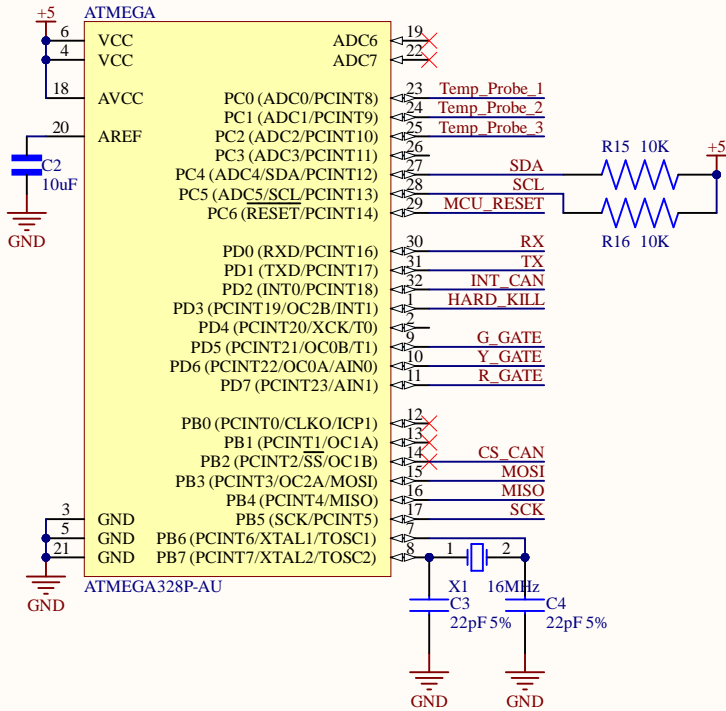 +5
ATMEGA
6 VCC
4 VCC
18 AVCC
20 AREF
C2
10uF
GND
3 GND
5 GND
21 GND
GND
ADC6 19
ADC7 22
PC0 (ADC0/PCINT8) 23 Temp_Probe_1
PC1 (ADC1/PCINT9) 24 Temp_Probe_2
PC2 (ADC2/PCINT10) 25 Temp_Probe_3
PC3 (ADC3/PCINT11) 26
PC4 (ADC4/SDA/PCINT12) 27 SDA
PC5 (ADC5/SCL/PCINT13) 28 SCL
PC6 (RESET/PCINT14) 29 MCU_RESET
R15 10K
R16 10K
+5
PD0 (RXD/PCINT16) 30 RX
PD1 (TXD/PCINT17) 31 TX
PD2 (INT0/PCINT18) 32 INT_CAN
PD3 (PCINT19/OC2B/INT1) 1 HARD_KILL
PD4 (PCINT20/XCK/T0) 2
PD5 (PCINT21/OC0B/T1) 9 G_GATE
PD6 (PCINT22/OC0A/AIN0) 10 Y_GATE
PD7 (PCINT23/AIN1) 11 R_GATE
PB0 (PCINT0/CLKO/ICP1) 12
PB1 (PCINT1/OC1A) 13
PB2 (PCINT2/SS/OC1B) 14 CS_CAN
PB3 (PCINT3/OC2A/MOSI) 15 MOSI
PB4 (PCINT4/MISO) 16 MISO
PB5 (SCK/PCINT5) 17 SCK
PB6 (PCINT6/XTAL1/TOSC1) 7
PB7 (PCINT7/XTAL2/TOSC2) 8
1 2
X1 16MHz
ATMEGA328P-AU
C3
22pF 5%
C4
22pF 5%
GND
GND